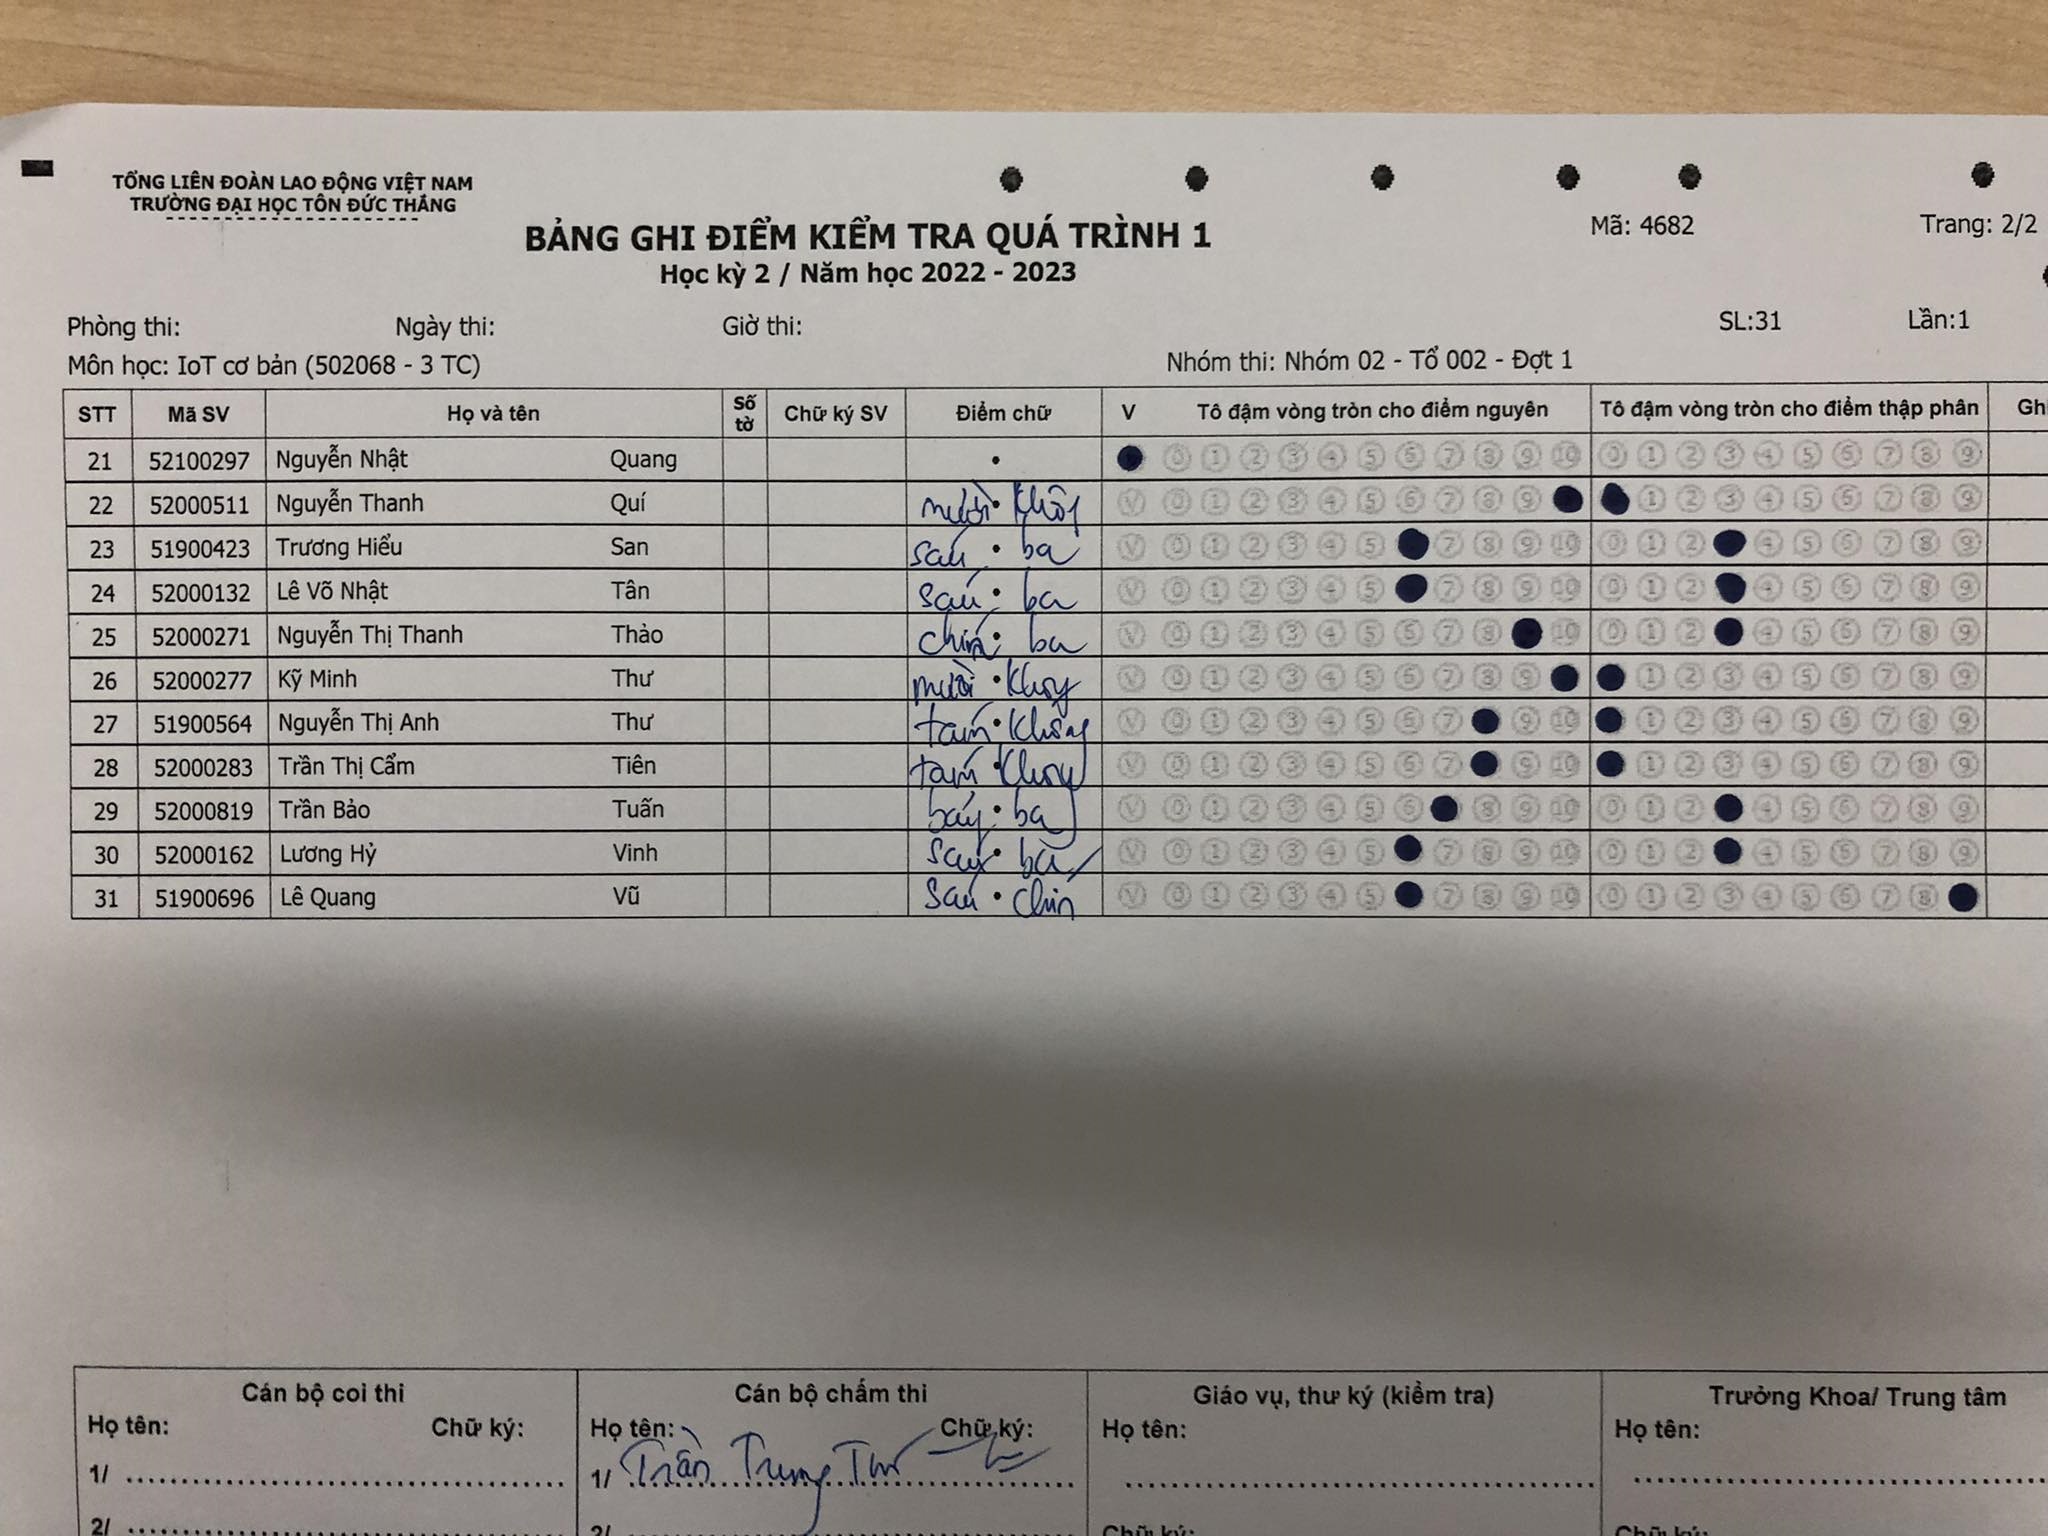 TỔNG LIÊN ĐOÀN LAO ĐỘNG VIỆT NAM
TRƯỜNG ĐẠI HỌC TÔN ĐỨC THẮNG
BẢNG GHI ĐIỂM KIỂM TRA QUÁ TRÌNH 1
Học kỳ 2 / Năm học 2022 - 2023
Mã: 4682 Trang: 2/2
Phòng thi: Ngày thi: Giờ thi: SL:31 Lần:1
Môn học: IoT cơ bản (502068 - 3 TC) Nhóm thi: Nhóm 02 - Tổ 002 - Đợt 1
STT Mã SV Họ và tên Số tờ Chữ ký SV Điểm chữ V Tô đậm vòng tròn cho điểm nguyên Tô đậm vòng tròn cho điểm thập phân
21 52100297 Nguyễn Nhật Quang . 0 1 2 3 4 5 6 7 8 9 10 0 1 2 3 4 5 6 7 8 9
22 52000511 Nguyễn Thanh Quí mười . không V 0 1 2 3 4 5 6 7 8 9 1 2 3 4 5 6 7 8 9
23 51900423 Trương Hiểu San sáu . ba V 0 1 2 3 4 5 7 8 9 10 0 1 2 4 5 6 7 8 9
24 52000132 Lê Võ Nhật Tân sáu . ba V 0 1 2 3 4 5 7 8 9 10 0 1 2 4 5 6 7 8 9
25 52000271 Nguyễn Thị Thanh Thảo chín . ba V 0 1 2 3 4 5 6 7 8 10 0 1 2 4 5 6 7 8 9
26 52000277 Kỹ Minh Thư mười . không V 0 1 2 3 4 5 6 7 8 9 1 2 3 4 5 6 7 8 9
27 51900564 Nguyễn Thị Anh Thư tám . không V 0 1 2 3 4 5 6 7 9 10 1 2 3 4 5 6 7 8 9
28 52000283 Trần Thị Cẩm Tiên tám . không V 0 1 2 3 4 5 6 7 9 10 1 2 3 4 5 6 7 8 9
29 52000819 Trần Bảo Tuấn bảy . ba V 0 1 2 3 4 5 6 8 9 10 0 1 2 4 5 6 7 8 9
30 52000162 Lương Hỷ Vinh sáu . ba V 0 1 2 3 4 5 7 8 9 10 0 1 2 4 5 6 7 8 9
31 51900696 Lê Quang Vũ sáu . chín V 0 1 2 3 4 5 7 8 9 10 0 1 2 3 4 5 6 7 8
Cán bộ coi thi Cán bộ chấm thi Giáo vụ, thư ký (kiểm tra) Trưởng Khoa/ Trung tâm
Họ tên: Chữ ký: Họ tên: Chữ ký: Họ tên: Họ tên:
1/ 1/ Trần Trung Tín
2/ 2/ Chữ ký: Chữ ký: